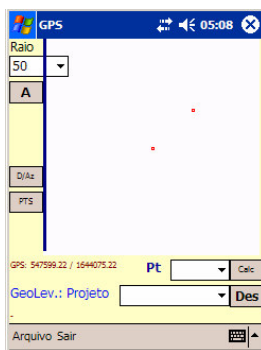 GPS 05:08
Raio
50
A
D/Az
PTS
GPS: 547599.22 / 1644075.22 Pt Calc
GeoLev.: Projeto Des
-
Arquivo Sair